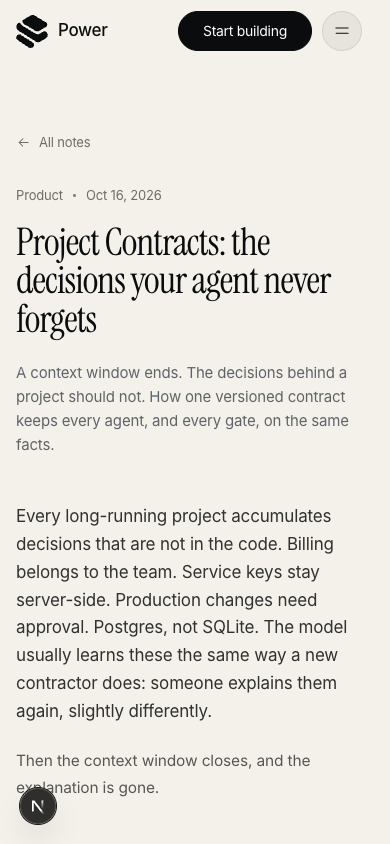 Power
Start building
← All notes
Product • Oct 16, 2026
Project Contracts: the
decisions your agent never
forgets
A context window ends. The decisions behind a
project should not. How one versioned contract
keeps every agent, and every gate, on the same
facts.
Every long-running project accumulates
decisions that are not in the code. Billing
belongs to the team. Service keys stay
server-side. Production changes need
approval. Postgres, not SQLite. The model
usually learns these the same way a new
contractor does: someone explains them
again, slightly differently.
Then the context window closes, and the
explanation is gone.
N